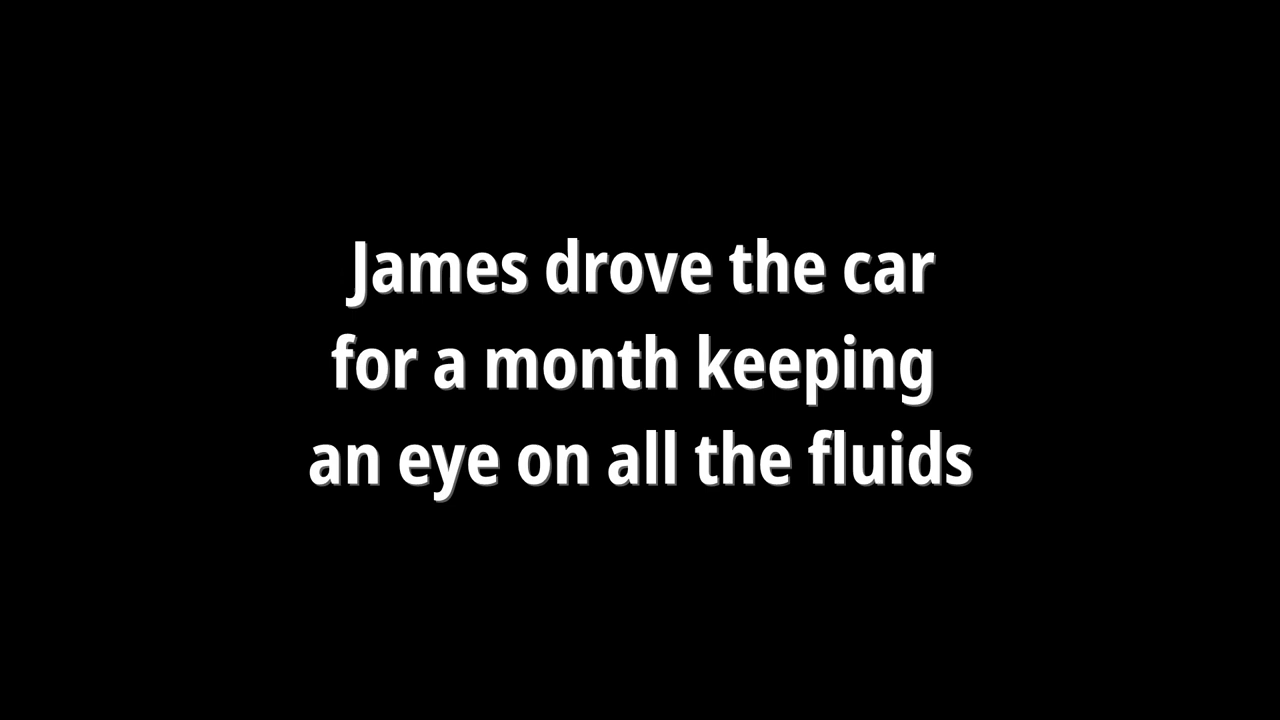 James drove the car
for a month keeping
an eye on all the fluids